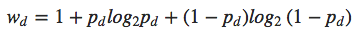 w_d = 1 + p_d log_2 p_d + (1 − p_d)log_2 (1 − p_d)